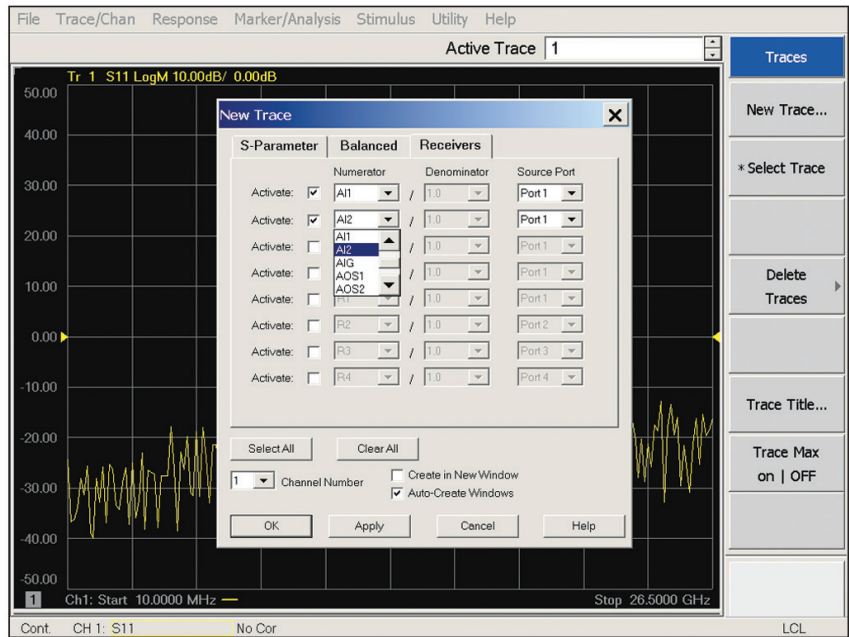 File Trace/Chan Response Marker/Analysis Stimulus Utility Help
Active Trace 1
Tr 1 S11 LogM 10.00dB/ 0.00dB
50.00
40.00
30.00
20.00
10.00
0.00
-10.00
-20.00
-30.00
-40.00
-50.00
New Trace
S-Parameter Balanced Receivers
Numerator Denominator Source Port
Activate: AI1 / 1.0 Port 1
Activate: AI2 / 1.0 Port 1
AI1
AI2
AIG
AOS1
AOS2
Activate: / 1.0 Port 1
Activate: / 1.0 Port 1
Activate: R1 / 1.0 Port 1
Activate: R2 / 1.0 Port 2
Activate: R3 / 1.0 Port 3
Activate: R4 / 1.0 Port 4
Select All Clear All
1 Channel Number
Create in New Window
Auto-Create Windows
OK Apply Cancel Help
1 Ch1: Start 10.0000 MHz Stop 26.5000 GHz
Cont. CH 1: S11 No Cor LCL
Traces
New Trace...
*Select Trace
Delete
Traces
Trace Title...
Trace Max
on | OFF